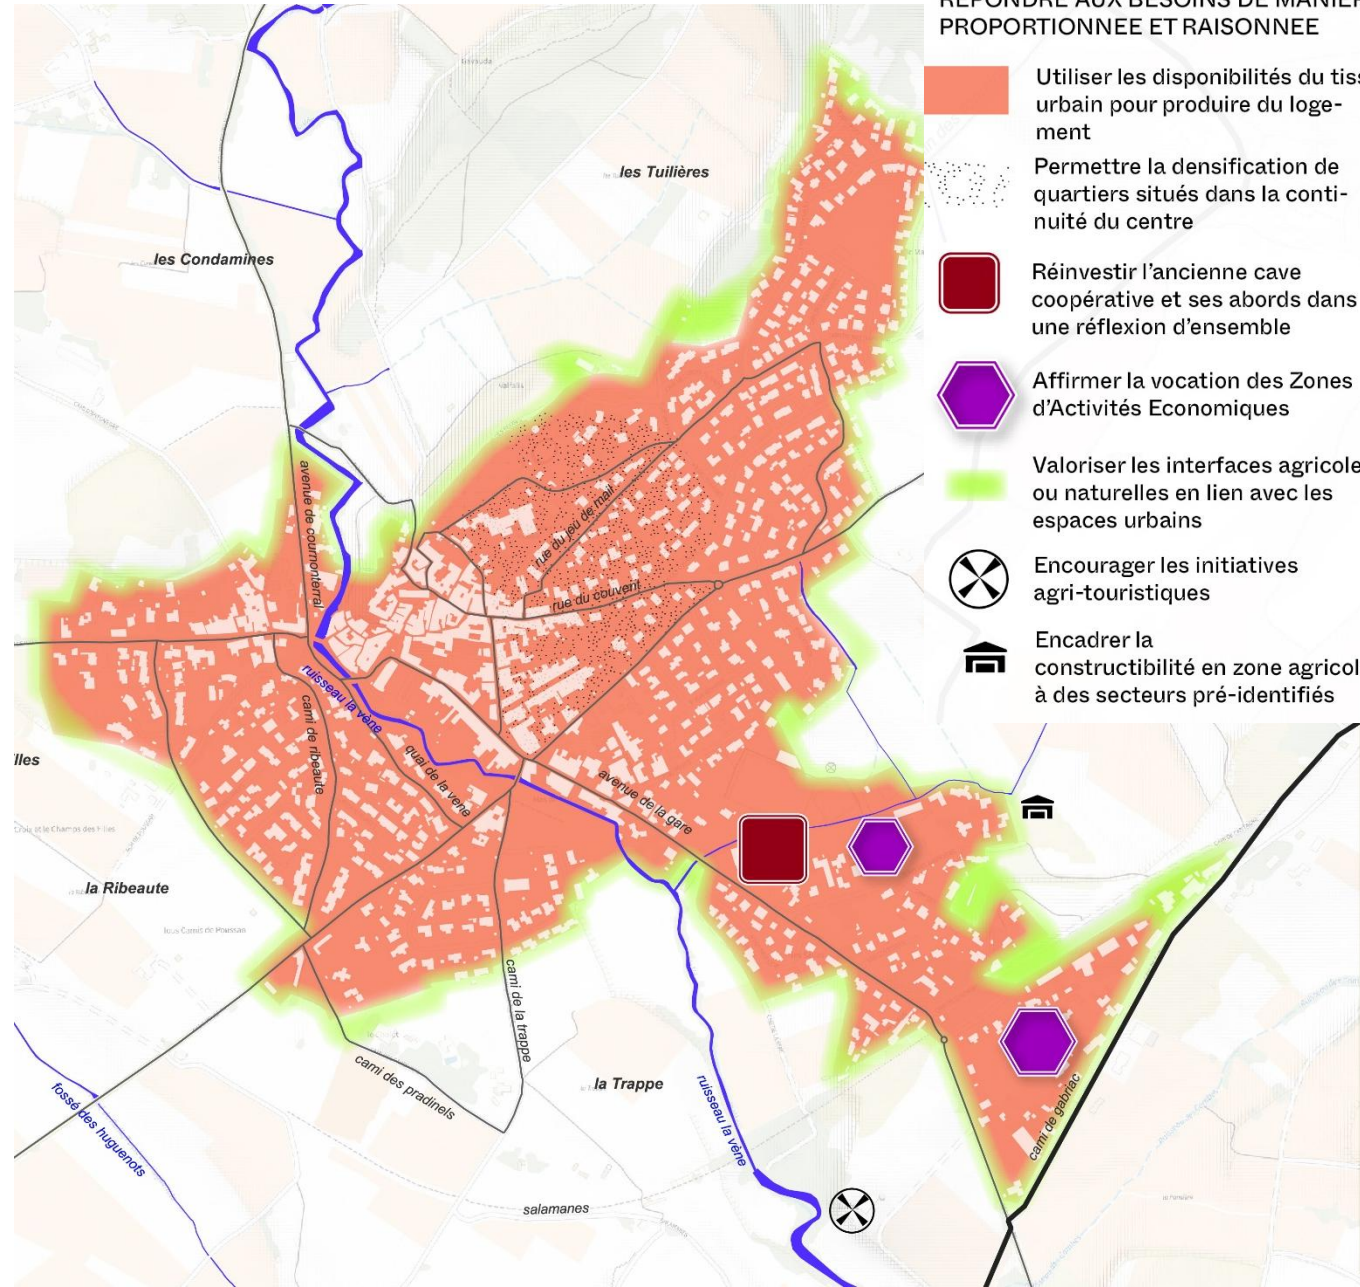 REPONDRE AUX BESOINS DE MANIER
PROPORTIONNEE ET RAISONNEE
Utiliser les disponibilités du tiss
urbain pour produire du loge-
ment
Permettre la densification de
quartiers situés dans la conti-
nuité du centre
Réinvestir l'ancienne cave
coopérative et ses abords dans
une réflexion d'ensemble
Affirmer la vocation des Zones
d'Activités Economiques
Valoriser les interfaces agricole
ou naturelles en lien avec les
espaces urbains
Encourager les initiatives
agri-touristiques
Encadrer la
constructibilité en zone agricol
à des secteurs pré-identifiés
les Tuilières
les Condamines
avenue de cournonterral
rue du jeu de mail
rue du couvent
ruisseau la vène
cami de ribeaute
quai de la vene
lles
avenue de la gare
la Ribeaute
cami de la trappe
cami des pradinels
la Trappe
ruisseau la vène
cami de gabriac
fossé des huguenots
salamanes